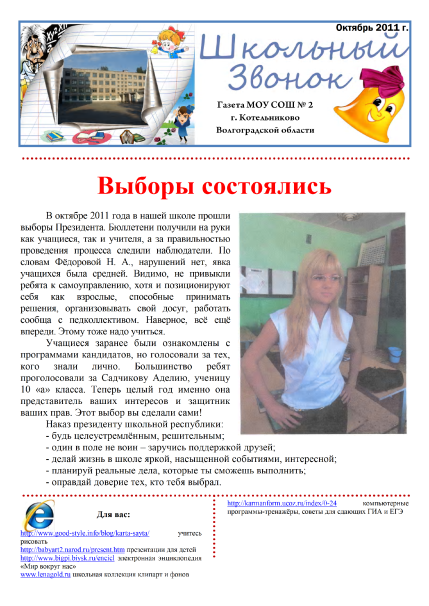 Октябрь 2011 г.
Школьный
Звонок
Газета МОУ СОШ № 2
г. Котельниково
Волгоградской области
Выборы состоялись
В октябре 2011 года в нашей школе прошли
выборы Президента. Бюллетени получили на руки
как учащиеся, так и учителя, а за правильностью
проведения процесса следили наблюдатели. По
словам Фёдоровой Н. А., нарушений нет, явка
учащихся была средней. Видимо, не привыкли
ребята к самоуправлению, хотя и позиционируют
себя как взрослые, способные принимать
решения, организовывать свой досуг, работать
сообща с педколлективом. Наверное, всё ещё
впереди. Этому тоже надо учиться.
Учащиеся заранее были ознакомлены с
программами кандидатов, но голосовали за тех,
кого знали лично. Большинство ребят
проголосовали за Садчикову Аделию, ученицу
10 «а» класса. Теперь целый год именно она
представитель ваших интересов и защитник
ваших прав. Этот выбор вы сделали сами!
Наказ президенту школьной республики:
- будь целеустремлённым, решительным;
- один в поле не воин – заручись поддержкой друзей;
- делай жизнь в школе яркой, насыщенной событиями, интересной;
- планируй реальные дела, которые ты сможешь выполнить;
- оправдай доверие тех, кто тебя выбрал.
Для вас:
http://www.good-style.info/blog/karta-sayta/ учитесь
рисовать
http://babyart2.narod.ru/present.htm презентации для детей
http://www.bigpi.biysk.ru/encicl электронная энциклопедия
«Мир вокруг нас»
www.lenagold.ru школьная коллекция клипарт и фонов
http://karmanform.ucoz.ru/index/0-24 компьютерные
программы-тренажёры, советы для сдающих ГИА и ЕГЭ